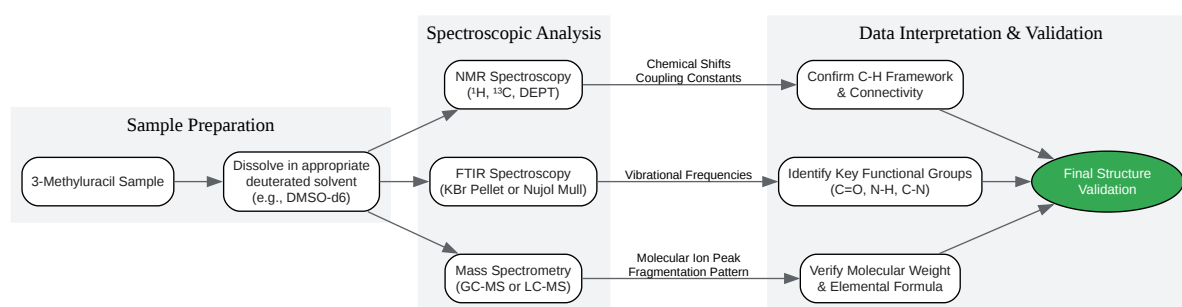 Sample Preparation
3-Methyluracil Sample
Dissolve in appropriate
deuterated solvent
(e.g., DMSO-d6)
Spectroscopic Analysis
NMR Spectroscopy
(¹H, ¹³C, DEPT)
FTIR Spectroscopy
(KBr Pellet or Nujol Mull)
Mass Spectrometry
(GC-MS or LC-MS)
Chemical Shifts
Coupling Constants
Vibrational Frequencies
Molecular Ion Peak
Fragmentation Pattern
Data Interpretation & Validation
Confirm C-H Framework
& Connectivity
Identify Key Functional Groups
(C=O, N-H, C-N)
Verify Molecular Weight
& Elemental Formula
Final Structure
Validation